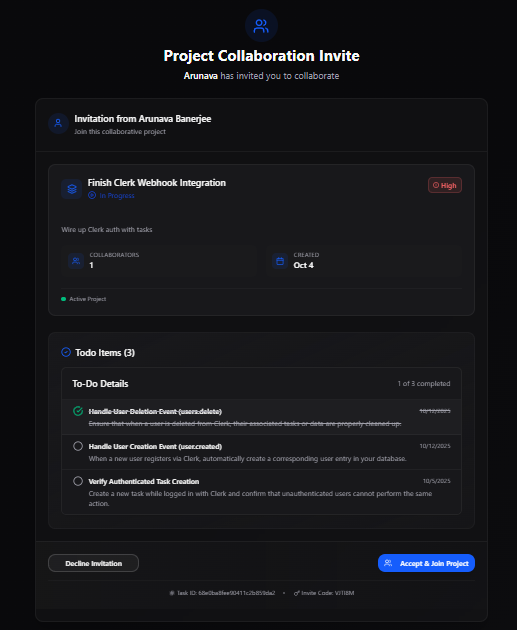 Project Collaboration Invite
Arunava has invited you to collaborate
Invitation from Arunava Banerjee
Join this collaborative project
Finish Clerk Webhook Integration
High
In Progress
Wire up Clerk auth with tasks
COLLABORATORS
1
CREATED
Oct 4
Active Project
Todo Items (3)
To-Do Details
1 of 3 completed
Handle User Deletion Event (users.delete)
10/12/2025
Ensure that when a user is deleted from Clerk, their associated tasks or data are properly cleaned up.
Handle User Creation Event (user.created)
10/12/2025
When a new user registers via Clerk, automatically create a corresponding user entry in your database.
Verify Authenticated Task Creation
10/5/2025
Create a new task while logged in with Clerk and confirm that unauthenticated users cannot perform the same
action.
Decline Invitation
Accept & Join Project
Task ID: • Invite Code: